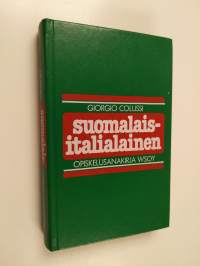 GIORGIO COLUSSI
suomalais-
italialainen
OPISKELUSANAKIRJA WSOY